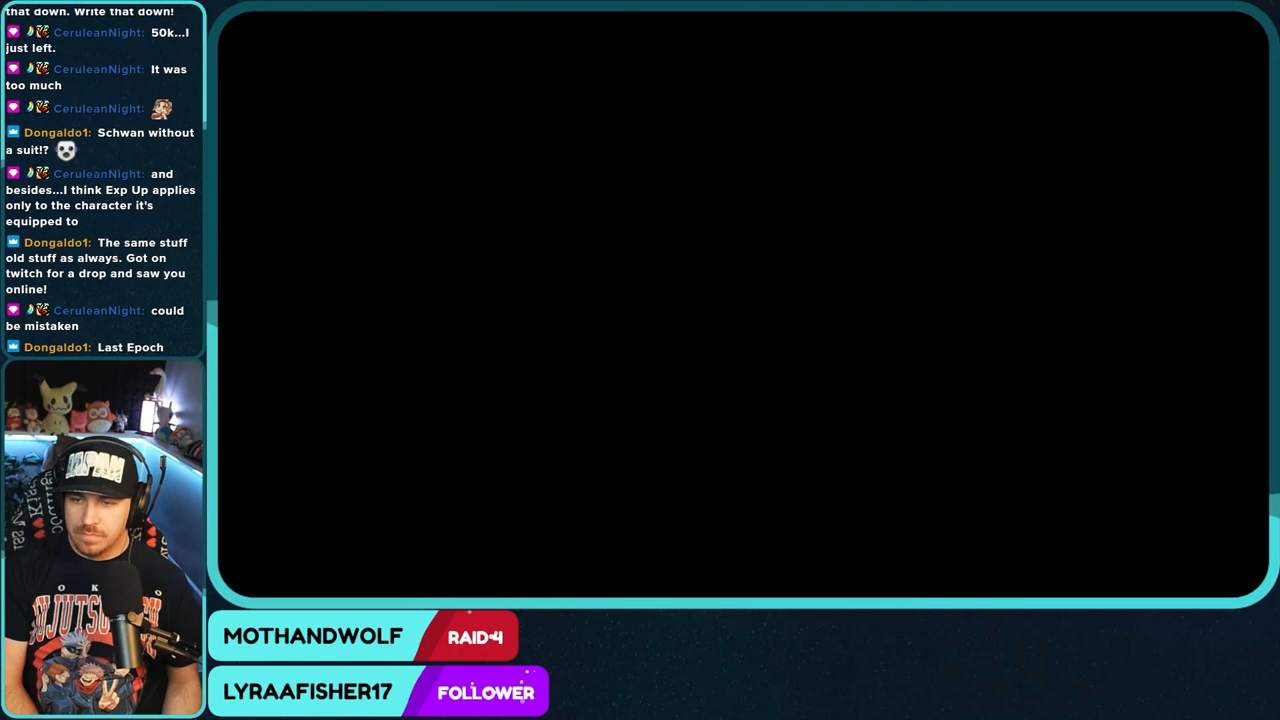 that down. Write that down!
CeruleanNight: 50k...I
just left.
CeruleanNight: It was
too much
CeruleanNight:
Dongaldo1: Schwan without
a suit!?
CeruleanNight: and
besides...I think Exp Up applies
only to the character it's
equipped to
Dongaldo1: The same stuff
old stuff as always. Got on
twitch for a drop and saw you
online!
CeruleanNight: could
be mistaken
Dongaldo1: Last Epoch
JAPAN
MOTHANDWOLF RAID·4
LYRAAFISHER17 FOLLOWER